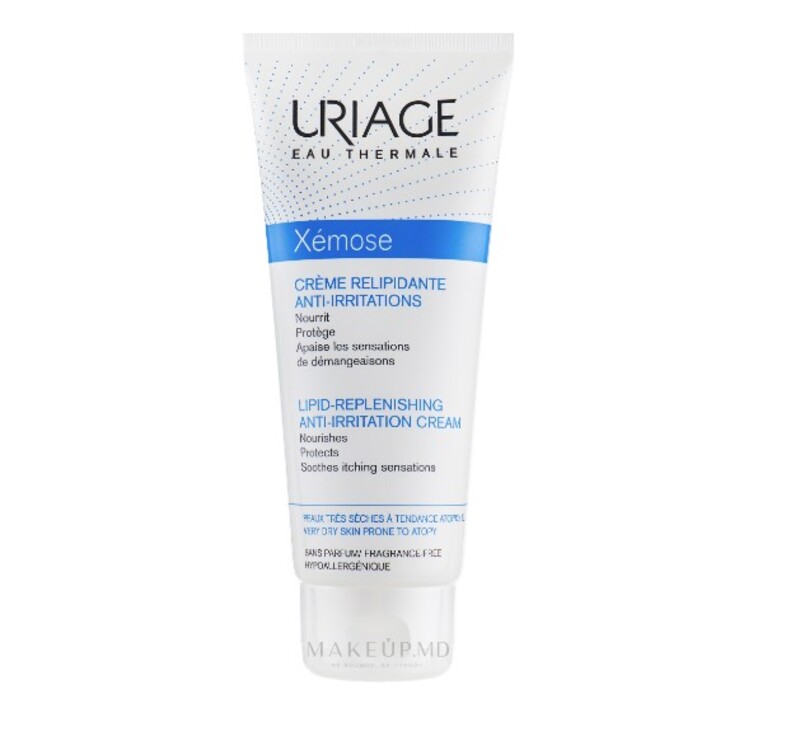 URIAGE
EAU THERMALE
Xémose
CRÈME RELIPIDANTE
ANTI-IRRITATIONS
Nourrit
Protège
Apaise les sensations
de démangeaisons
LIPID-REPLENISHING
ANTI-IRRITATION CREAM
Nourishes
Protects
Soothes itching sensations
PEAUX TRÈS SÈCHES À TENDANCE
VERY DRY SKIN PRONE TO ATOPY
SANS PARFUM/ FRAGRANCE-FREE
HYPOALLERGÉNIQUE
MAKEUP.MD